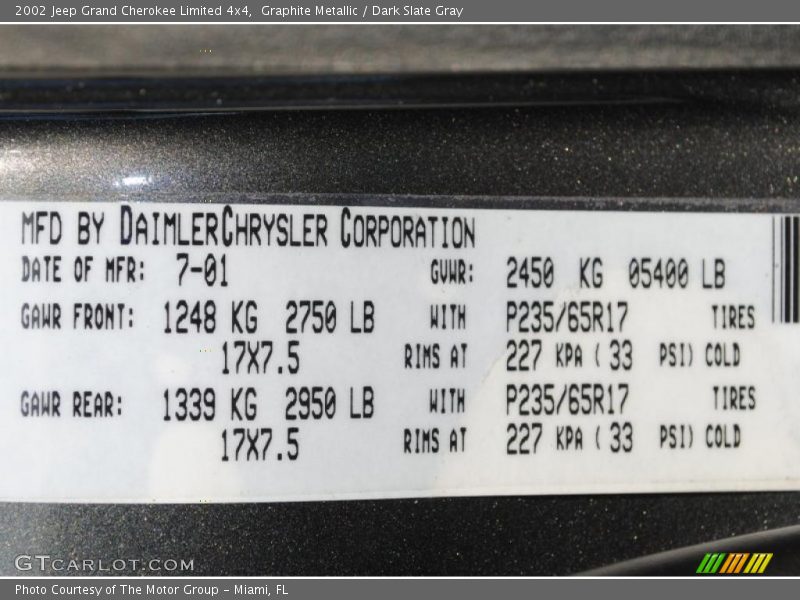 2002 Jeep Grand Cherokee Limited 4x4,  Graphite Metallic / Dark Slate Gray
MFD BY DAIMLERCHRYSLER CORPORATION
DATE OF MFR: 7-01 GVWR: 2450 KG 05400 LB
GAWR FRONT: 1248 KG 2750 LB WITH P235/65R17 TIRES
17X7.5 RIMS AT 227 KPA ( 33 PSI) COLD
GAWR REAR: 1339 KG 2950 LB WITH P235/65R17 TIRES
17X7.5 RIMS AT 227 KPA ( 33 PSI) COLD
GTCARLOT.COM
Photo Courtesy of The Motor Group - Miami, FL